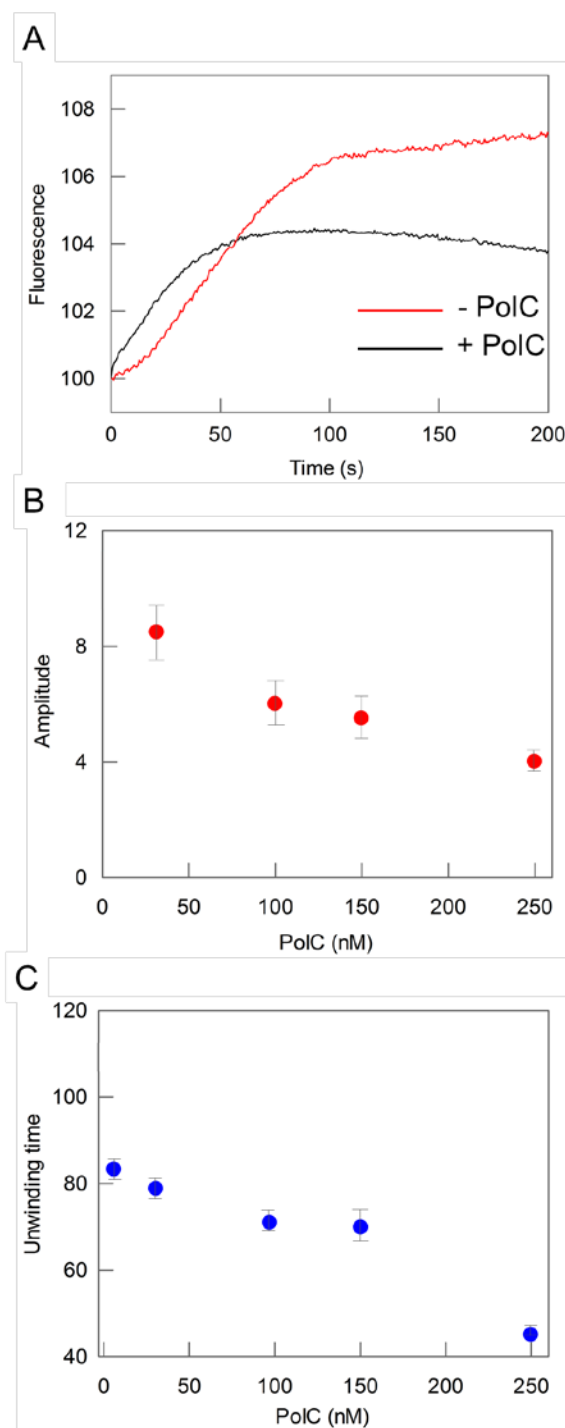 A
108
106
104
102
100
Fluorescence
- PolC
+ PolC
0 50 100 150 200
Time (s)
B
12
8
4
0
Amplitude
0 50 100 150 200 250
PolC (nM)
C
120
100
80
60
40
Unwinding time
0 50 100 150 200 250
PolC (nM)